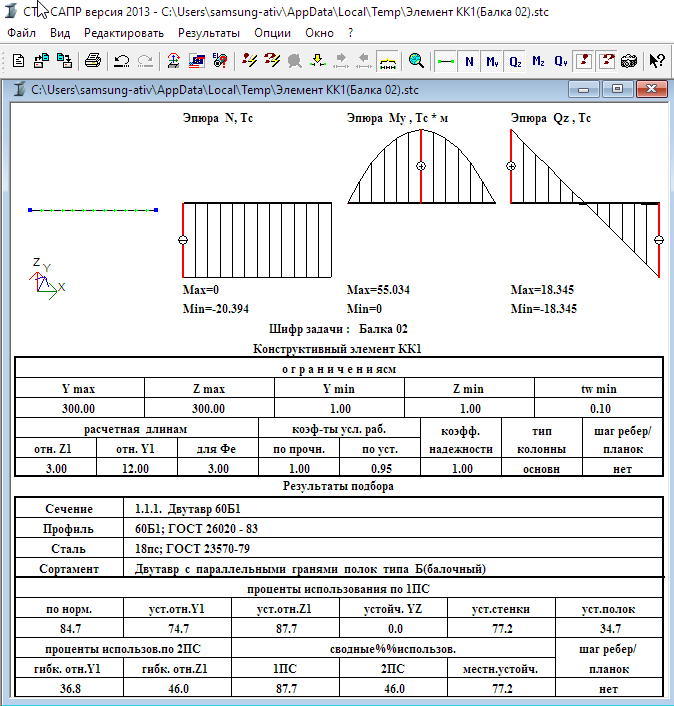 СТК-САПР версия 2013 - C:\Users\samsung-ativ\AppData\Local\Temp\Элемент КК1(Балка 02).stc
Файл Вид Редактировать Результаты Опции Окно ?
N My Qz Mz Qy
C:\Users\samsung-ativ\AppData\Local\Temp\Элемент КК1(Балка 02).stc
Эпюра N, Тс Эпюра My , Тс * м Эпюра Qz , Тс
Z Y X
Max=0 Max=55.034 Max=18.345
Min=-20.394 Min=0 Min=-18.345
Шифр задачи : Балка 02
Конструктивный элемент КК1
о г р а н и ч е н и ясм
Y max Z max Y min Z min tw min
300.00 300.00 1.00 1.00 0.10
расчетная длинам коэф-ты усл. раб. коэфф. тип шаг ребер/
отн. Z1 отн. Y1 для Фе по прочн. по уст. надежности колонны планок
3.00 12.00 3.00 1.00 0.95 1.00 основн нет
Результаты подбора
Сечение 1.1.1. Двутавр 60Б1
Профиль 60Б1; ГОСТ 26020 - 83
Сталь 18пс; ГОСТ 23570-79
Сортамент Двутавр с параллельными гранями полок типа Б(балочный)
проценты использования по 1ПС
по норм. уст.отн.Y1 уст.отн.Z1 устойч. YZ уст.стенки уст.полок
84.7 74.7 87.7 0.0 77.2 34.7
проценты использов.по 2ПС сводные%%использов. шаг ребер/
гибк. отн.Y1 гибк. отн.Z1 1ПС 2ПС местн.устойч. планок
36.8 46.0 87.7 46.0 77.2 нет